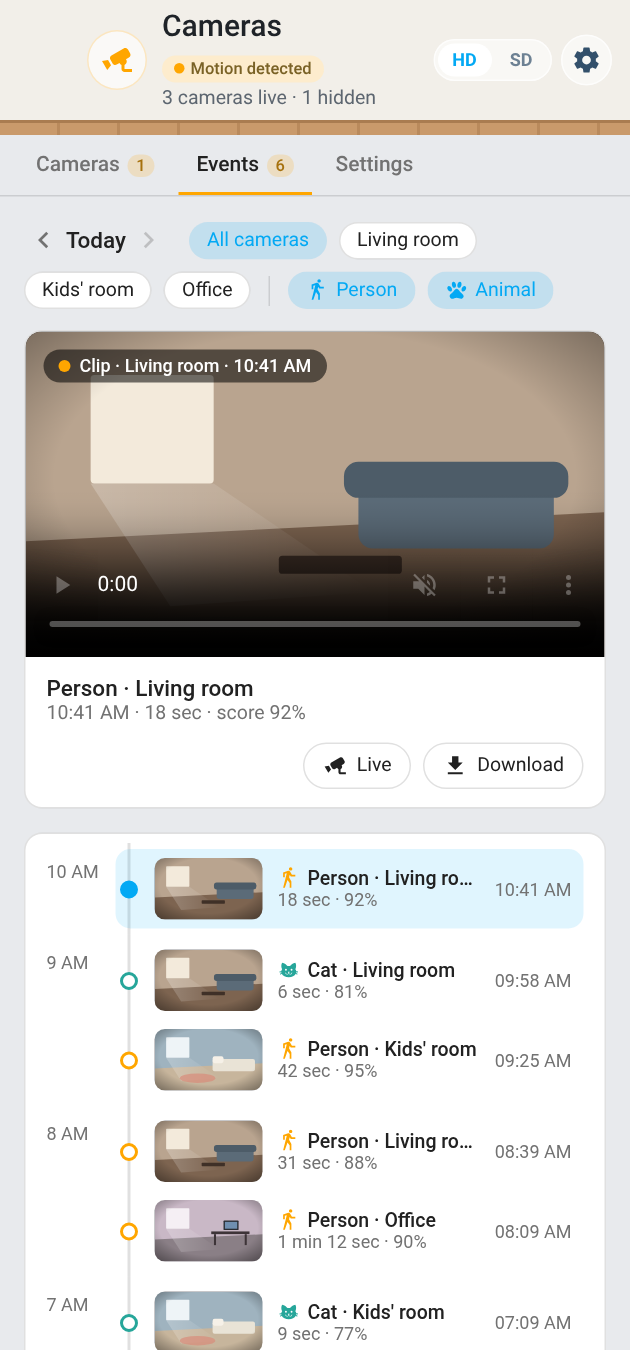 Cameras
Motion detected
3 cameras live · 1 hidden
HD SD
Cameras 1 Events 6 Settings
Today All cameras Living room
Kids' room Office Person Animal
Clip · Living room · 10:41 AM
0:00
Person · Living room
10:41 AM · 18 sec · score 92%
Live Download
10 AM
Person · Living ro...
18 sec · 92%
10:41 AM
9 AM
Cat · Living room
6 sec · 81%
09:58 AM
Person · Kids' room
42 sec · 95%
09:25 AM
8 AM
Person · Living ro...
31 sec · 88%
08:39 AM
Person · Office
1 min 12 sec · 90%
08:09 AM
7 AM
Cat · Kids' room
9 sec · 77%
07:09 AM